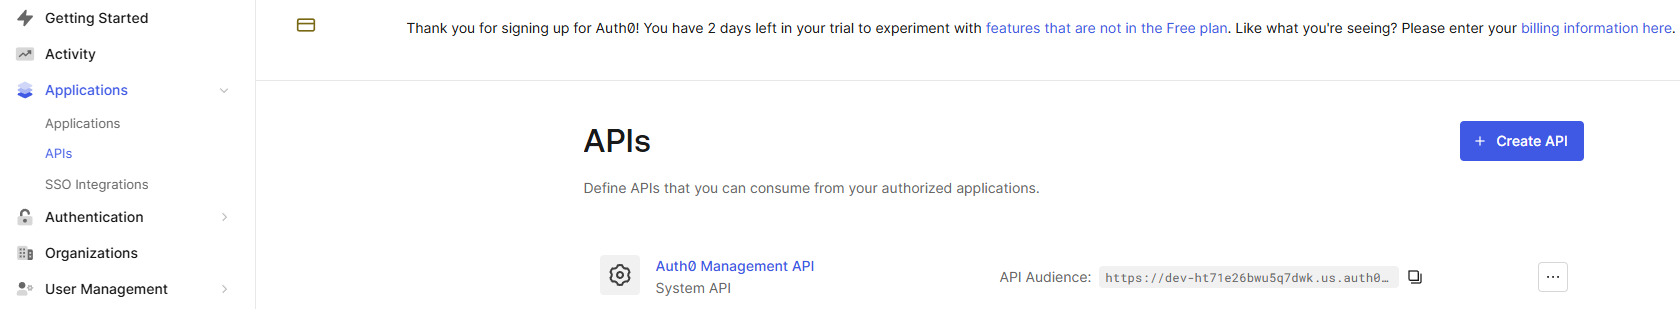 Getting Started
Activity
Applications
Applications
APIs
SSO Integrations
Authentication
Organizations
User Management
Thank you for signing up for Auth0! You have 2 days left in your trial to experiment with features that are not in the Free plan. Like what you're seeing? Please enter your billing information here.
APIs
+ Create API
Define APIs that you can consume from your authorized applications.
Auth0 Management API
System API
API Audience: https://dev-ht71e26bwu5q7dwk.us.auth0…